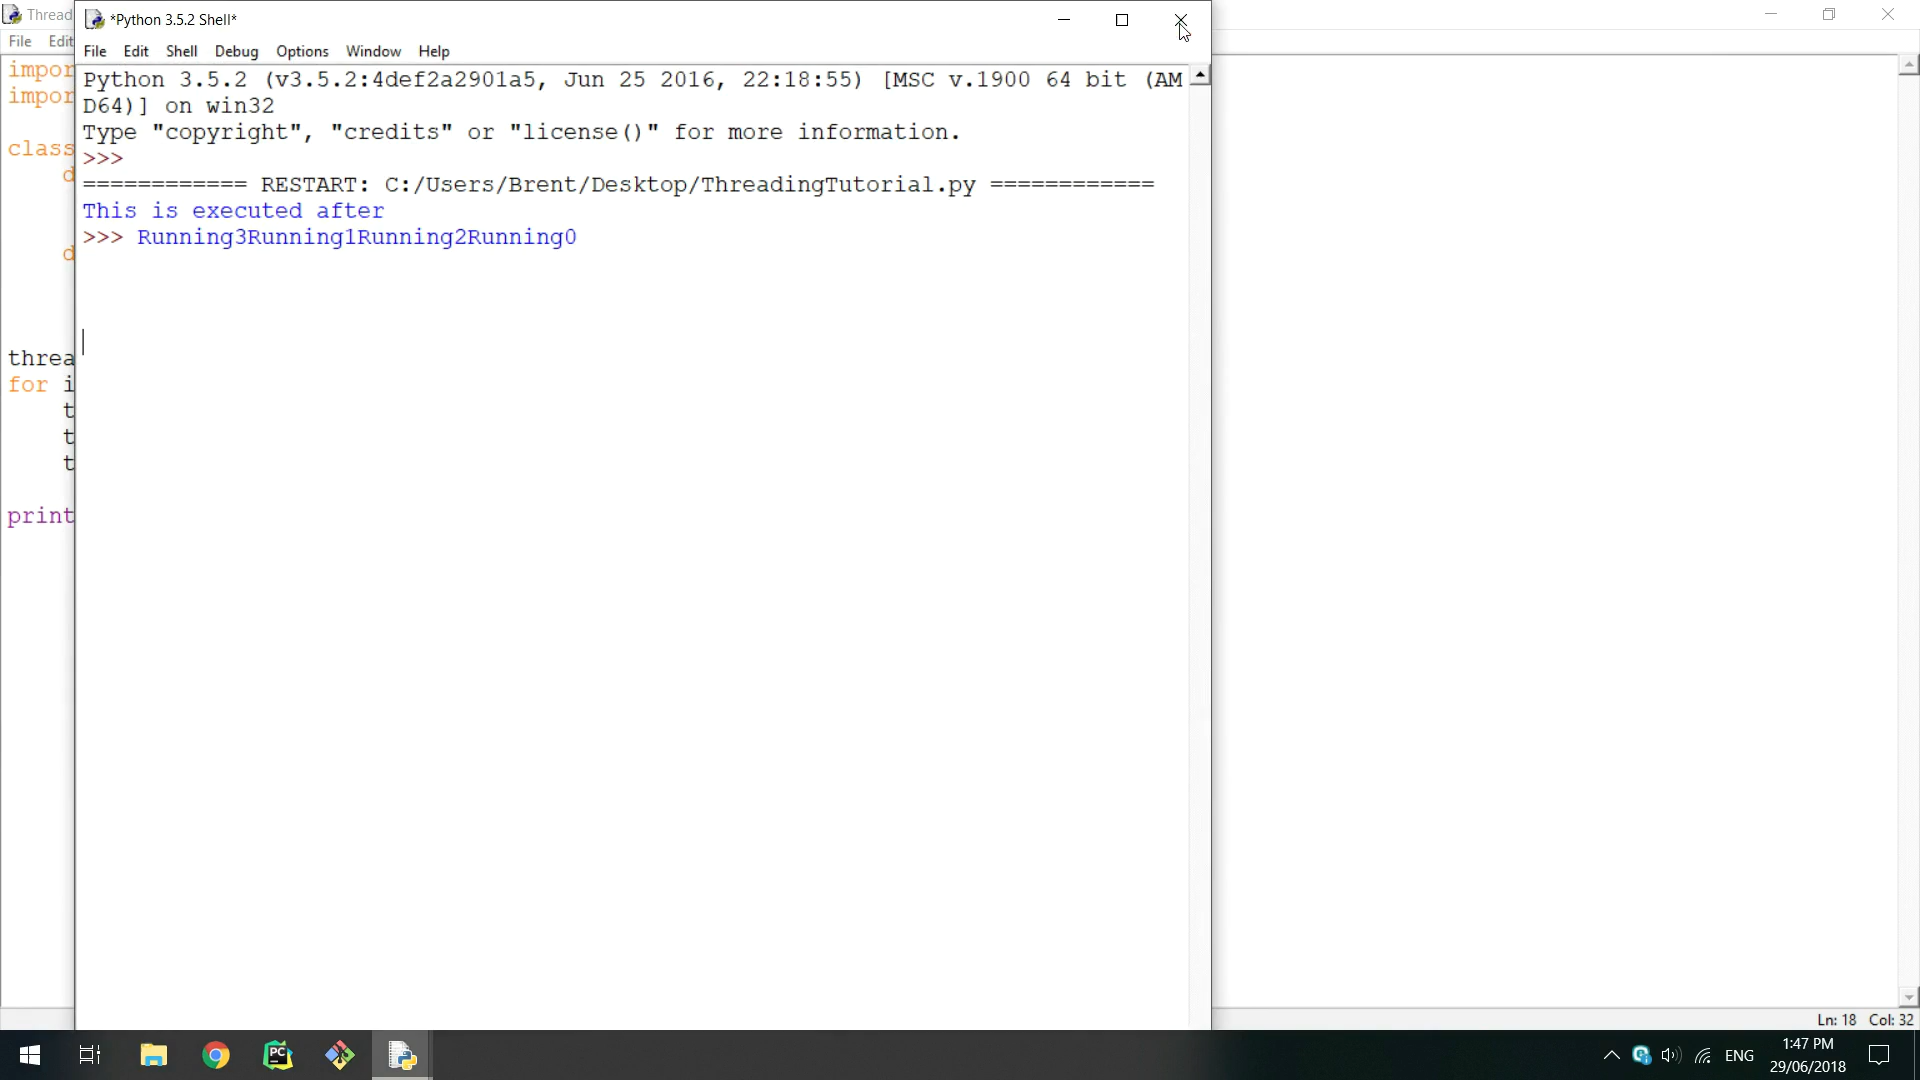 Thread
*Python 3.5.2 Shell*
File Edit
File Edit Shell Debug Options Window Help
impor
impor
class
d
d
threa
for i
t
t
t
print
Python 3.5.2 (v3.5.2:4def2a2901a5, Jun 25 2016, 22:18:55) [MSC v.1900 64 bit (AM
D64)] on win32
Type "copyright", "credits" or "license()" for more information.
>>>
============ RESTART: C:/Users/Brent/Desktop/ThreadingTutorial.py ============
This is executed after
>>> Running3Running1Running2Running0
Ln: 18 Col: 32
PC
ENG
1:47 PM
29/06/2018